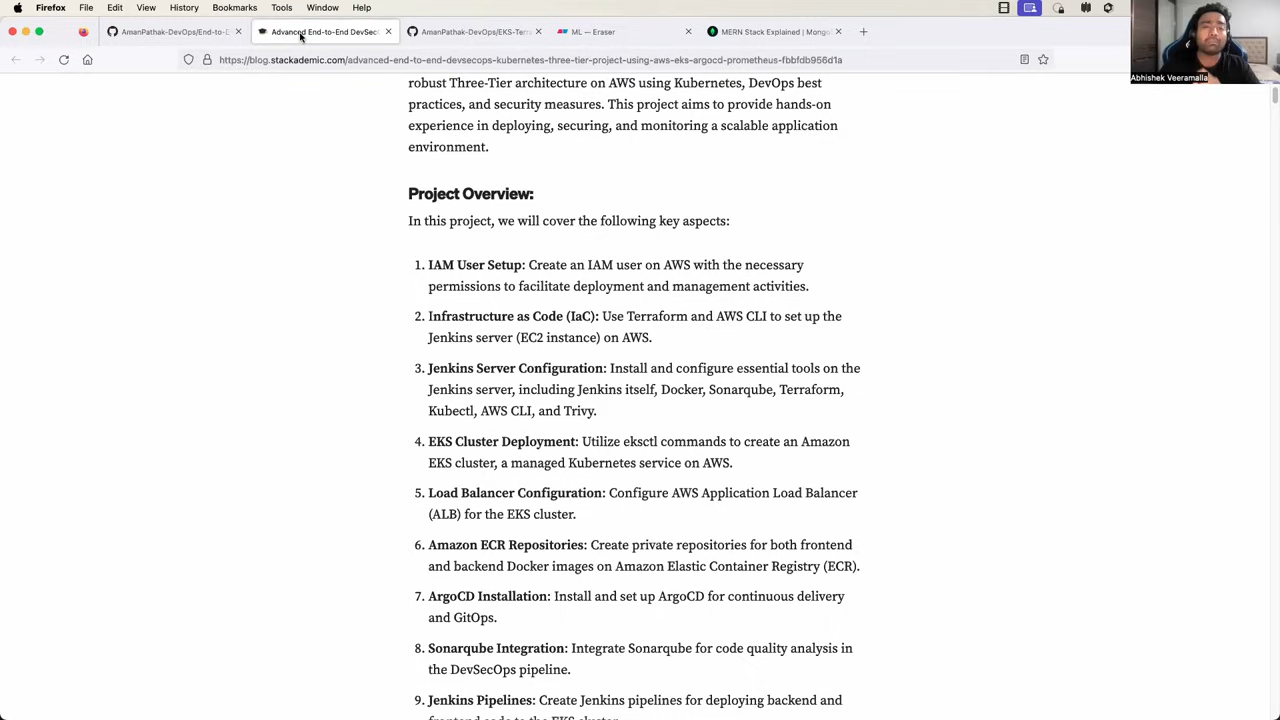 Firefox File Edit View History Bookmarks Tools Window Help
AmanPathak-DevOps/End-to-E
Advanced End-to-End DevSec
AmanPathak-DevOps/EKS-Terr
ML — Eraser
MERN Stack Explained | Mongo
https://blog.stackademic.com/advanced-end-to-end-devsecops-kubernetes-three-tier-project-using-aws-eks-argocd-prometheus-fbbfdb956d1a
Abhishek Veeramalla
robust Three-Tier architecture on AWS using Kubernetes, DevOps best
practices, and security measures. This project aims to provide hands-on
experience in deploying, securing, and monitoring a scalable application
environment.
Project Overview:
In this project, we will cover the following key aspects:
1. IAM User Setup: Create an IAM user on AWS with the necessary
permissions to facilitate deployment and management activities.
2. Infrastructure as Code (IaC): Use Terraform and AWS CLI to set up the
Jenkins server (EC2 instance) on AWS.
3. Jenkins Server Configuration: Install and configure essential tools on the
Jenkins server, including Jenkins itself, Docker, Sonarqube, Terraform,
Kubectl, AWS CLI, and Trivy.
4. EKS Cluster Deployment: Utilize eksctl commands to create an Amazon
EKS cluster, a managed Kubernetes service on AWS.
5. Load Balancer Configuration: Configure AWS Application Load Balancer
(ALB) for the EKS cluster.
6. Amazon ECR Repositories: Create private repositories for both frontend
and backend Docker images on Amazon Elastic Container Registry (ECR).
7. ArgoCD Installation: Install and set up ArgoCD for continuous delivery
and GitOps.
8. Sonarqube Integration: Integrate Sonarqube for code quality analysis in
the DevSecOps pipeline.
9. Jenkins Pipelines: Create Jenkins pipelines for deploying backend and
frontend code to the EKS cluster.